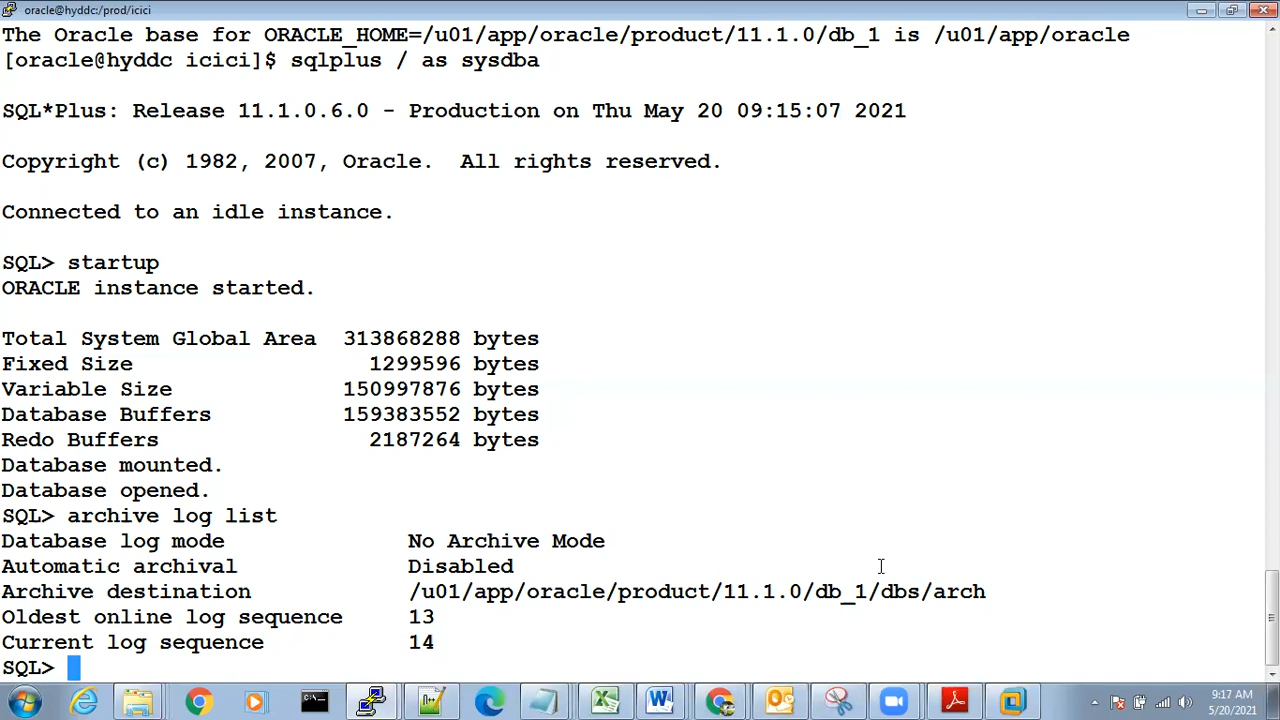 oracle@hyddc:/prod/icici
The Oracle base for ORACLE_HOME=/u01/app/oracle/product/11.1.0/db_1 is /u01/app/oracle
[oracle@hyddc icici]$ sqlplus / as sysdba
SQL*Plus: Release 11.1.0.6.0 - Production on Thu May 20 09:15:07 2021
Copyright (c) 1982, 2007, Oracle.  All rights reserved.
Connected to an idle instance.
SQL> startup
ORACLE instance started.
Total System Global Area  313868288 bytes
Fixed Size                  1299596 bytes
Variable Size             150997876 bytes
Database Buffers          159383552 bytes
Redo Buffers                2187264 bytes
Database mounted.
Database opened.
SQL> archive log list
Database log mode              No Archive Mode
Automatic archival             Disabled
Archive destination            /u01/app/oracle/product/11.1.0/db_1/dbs/arch
Oldest online log sequence     13
Current log sequence           14
SQL>
9:17 AM
5/20/2021